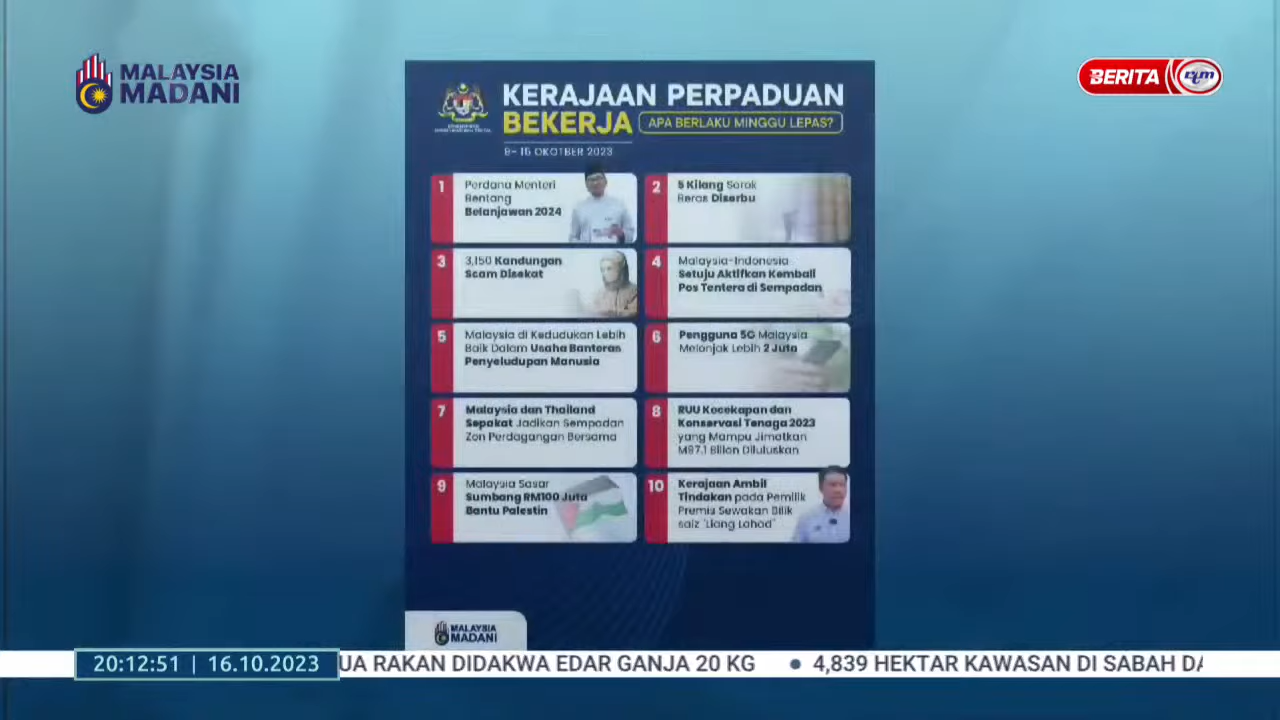 MALAYSIA
MADANI
BERITA
KERAJAAN PERPADUAN
BEKERJA
APA BERLAKU MINGGU LEPAS?
9- 15 OKOTBER 2023
1
Perdana Menteri
Bentang
Belanjawan 2024
2
5 Kilang Sorok
Beras Diserbu
3
3,150 Kandungan
Scam Disekat
4
Malaysia-Indonesia
Setuju Aktifkan Kembali
Pos Tentera di Sempadan
5
Malaysia di Kedudukan Lebih
Baik Dalam Usaha Banteras
Penyeludupan Manusia
6
Pengguna 5G Malaysia
Melonjak Lebih 2 Juta
7
Malaysia dan Thailand
Sepakat Jadikan Sempadan
Zon Perdagangan Bersama
8
RUU Kecekapan dan
Konservasi Tenaga 2023
yang Mampu Jimatkan
M97.1 Bilion Diluluskan
9
Malaysia Sasar
Sumbang RM100 Juta
Bantu Palestin
10
Kerajaan Ambil
Tindakan pada Pemilik
Premis Sewakan Bilik
saiz 'Liang Lahad'
MALAYSIA
MADANI
20:12:51 | 16.10.2023
UA RAKAN DIDAKWA EDAR GANJA 20 KG • 4,839 HEKTAR KAWASAN DI SABAH DA